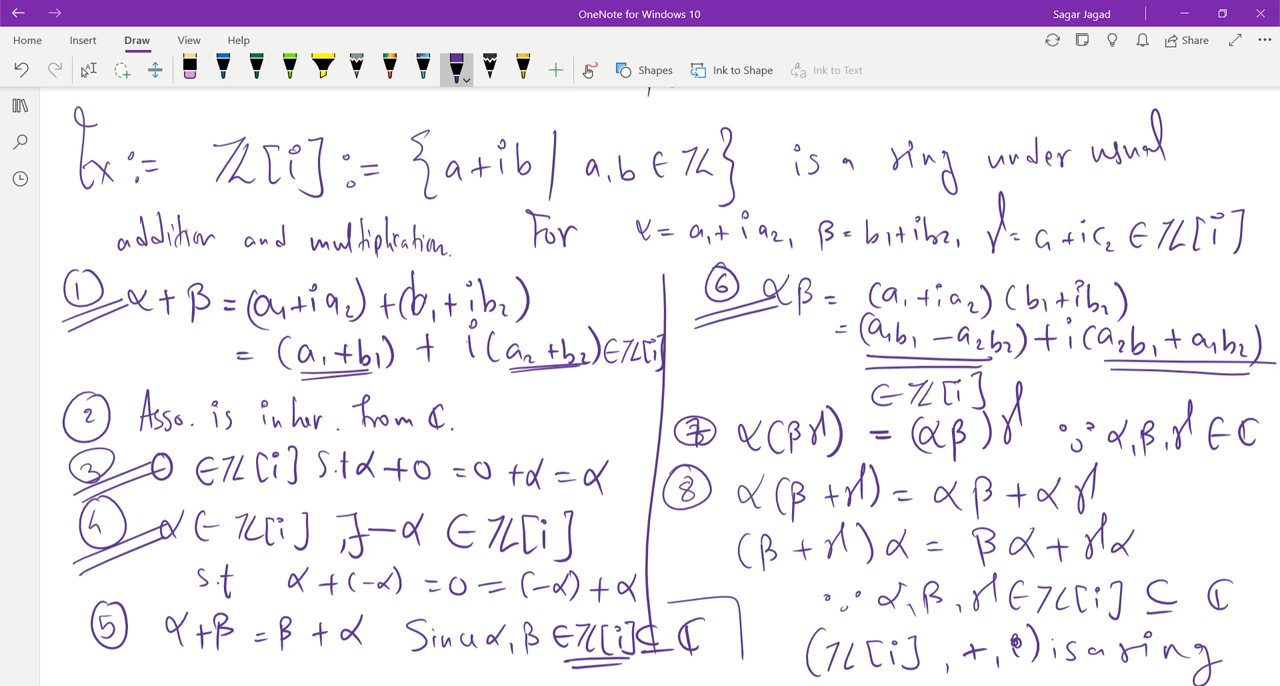 OneNote for Windows 10
Sagar Jagad
Home Insert Draw View Help
Share
Shapes Ink to Shape Ink to Text
Ex := ℤ[i] := {a+ib | a,b ∈ ℤ} is a ring under usual
addition and multiplication. For α = a₁+ia₂, β = b₁+ib₂, γ = c₁+ic₂ ∈ ℤ[i]
① α+β = (a₁+ia₂)+(b₁+ib₂)
= (a₁+b₁) + i(a₂+b₂) ∈ ℤ[i]
② Asso. is inher. from ℂ.
③ 0 ∈ ℤ[i] s.t α+0 = 0+α = α
④ α ∈ ℤ[i], ∃ -α ∈ ℤ[i]
s.t α+(-α) = 0 = (-α)+α
⑤ α+β = β+α Since α,β ∈ ℤ[i] ⊆ ℂ
⑥ αβ = (a₁+ia₂)(b₁+ib₂)
= (a₁b₁ - a₂b₂) + i(a₂b₁ + a₁b₂)
∈ ℤ[i]
⑦ α(βγ) = (αβ)γ ∵ α,β,γ ∈ ℂ
⑧ α(β+γ) = αβ+αγ
(β+γ)α = βα+γα
∵ α,β,γ ∈ ℤ[i] ⊆ ℂ
(ℤ[i], +, •) is a ring